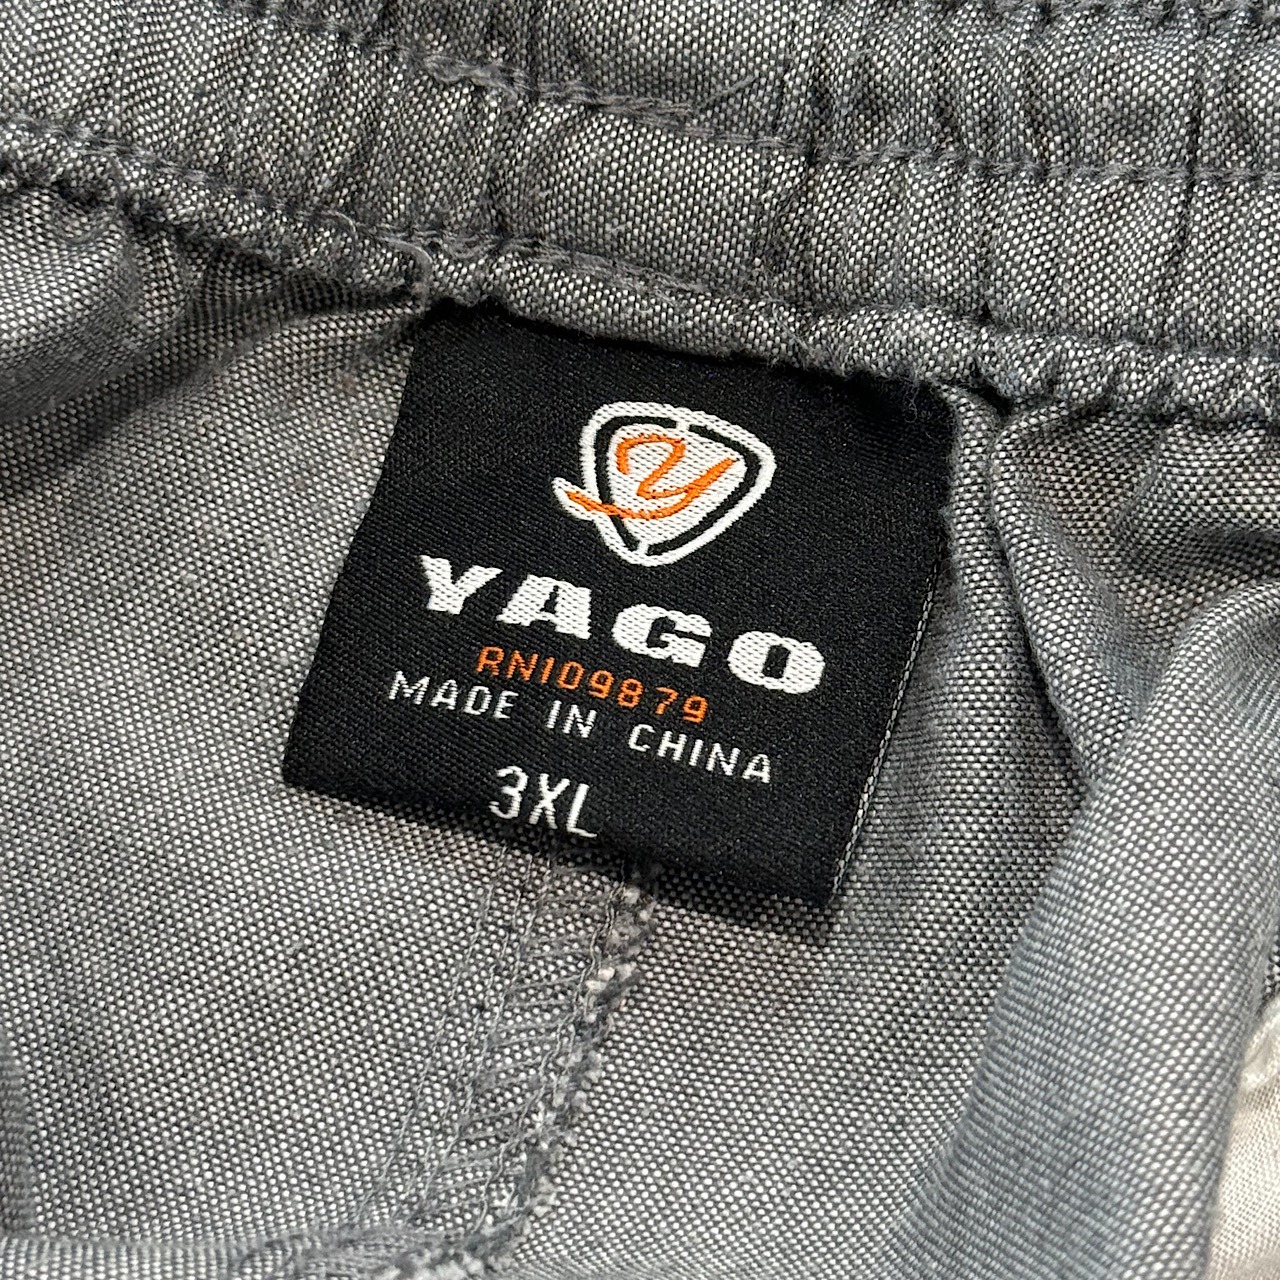 Y
YAGO
RN109879
MADE IN CHINA
3XL